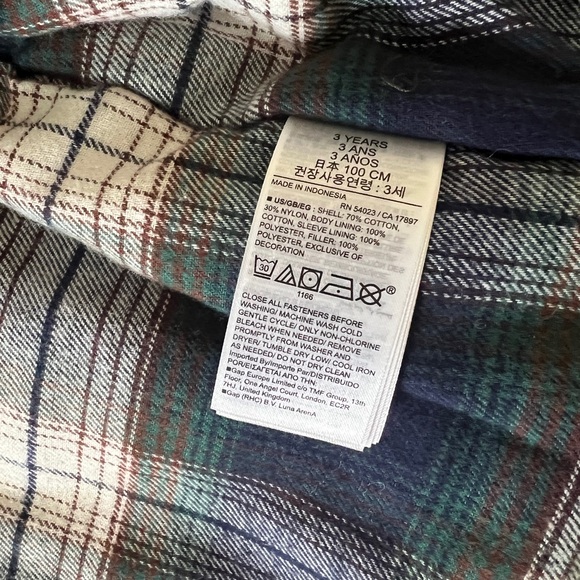 3 YEARS
3 ANS
3 AÑOS
日本 100 CM
권장사용연령 : 3세
MADE IN INDONESIA
RN 54023 / CA 17897
■ US/GB/EG : SHELL: 70% COTTON,
30% NYLON, BODY LINING: 100%
COTTON, SLEEVE LINING: 100%
POLYESTER, FILLER: 100%
POLYESTER, EXCLUSIVE OF
DECORATION
30
®
1166
CLOSE ALL FASTENERS BEFORE
WASHING/ MACHINE WASH COLD
GENTLE CYCLE/ ONLY NON-CHLORINE
BLEACH WHEN NEEDED/ REMOVE
PROMPTLY FROM WASHER AND
DRYER/ TUMBLE DRY LOW/ COOL IRON
AS NEEDED/ DO NOT DRY CLEAN
Imported By/Importe Par/DISTRIBUIDO
POR/ΕΙΣΑΓΕΤΑΙ ΑΠΟ ΤΗΝ:
■Gap Europe Limited c/o TMF Group, 13th
Floor, One Angel Court, London, EC2R
7HJ. United Kingdom
■Gap (RHC) B.V. Luna ArenA